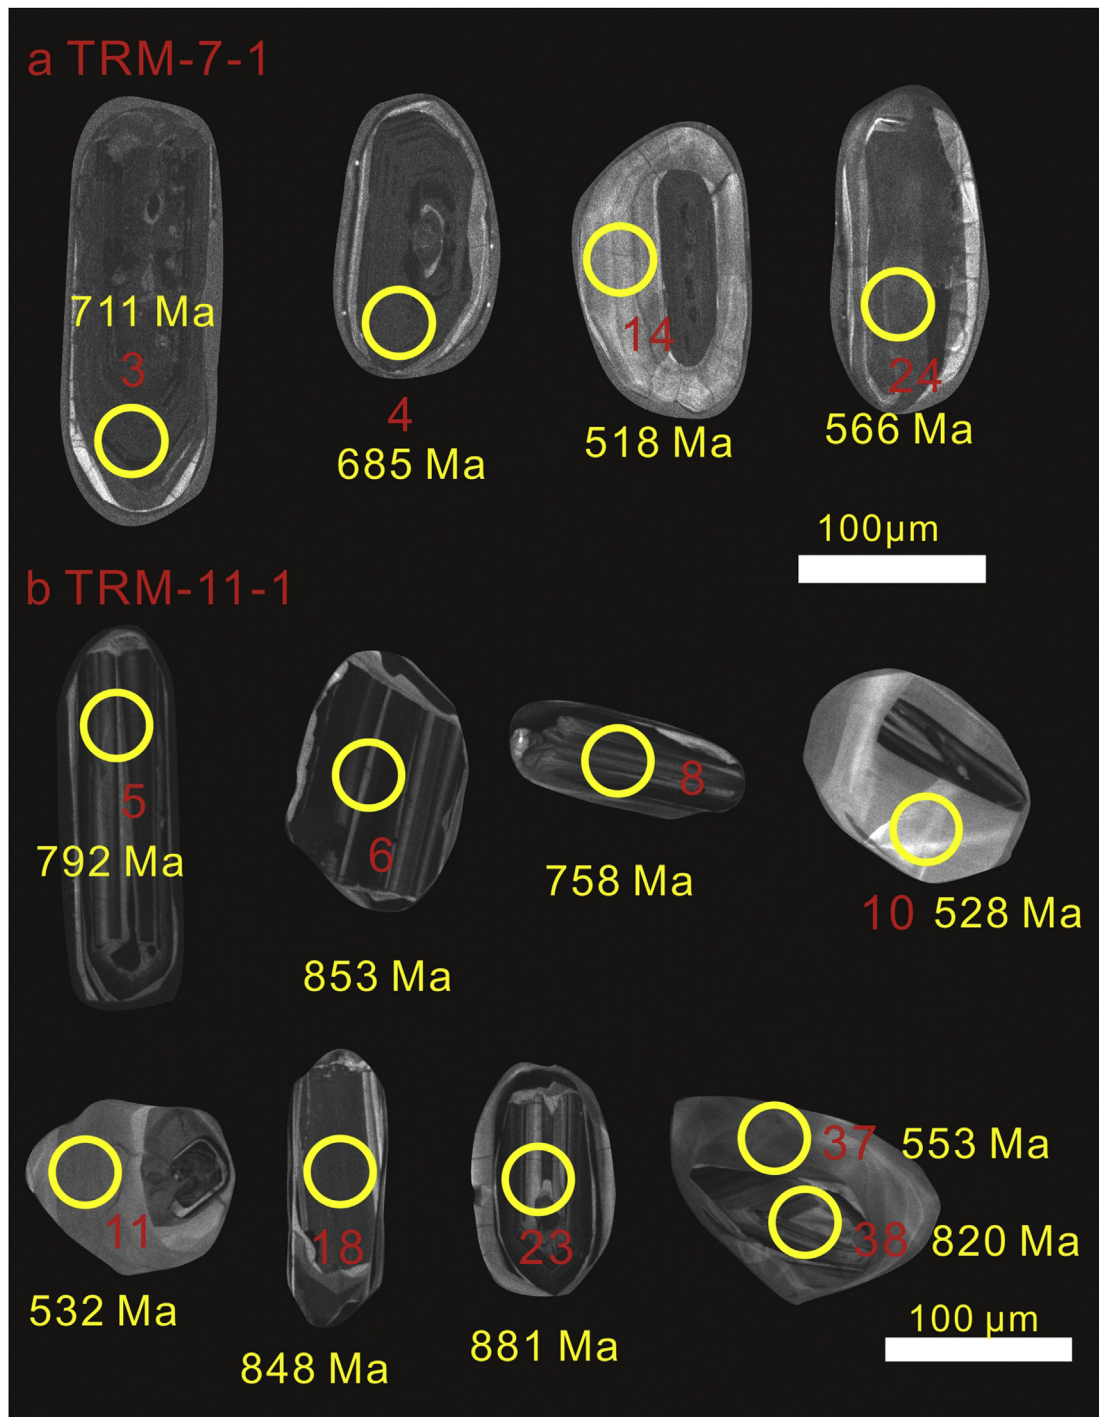 a TRM-7-1
711 Ma
3
4
685 Ma
14
518 Ma
24
566 Ma
100μm
b TRM-11-1
5
792 Ma
6
853 Ma
8
758 Ma
10 528 Ma
11
532 Ma
18
848 Ma
23
881 Ma
37 553 Ma
38 820 Ma
100 μm